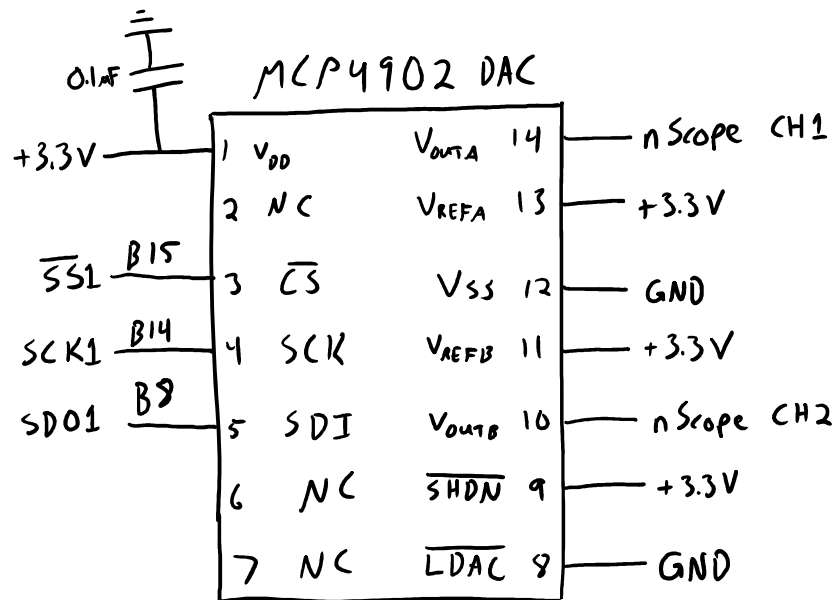 0.1µF
MCP4902 DAC
+3.3V 1 VDD VOUTA 14 nScope CH1
2 NC VREFA 13 +3.3V
SS1 B15 3 CS VSS 12 GND
SCK1 B14 4 SCK VREFB 11 +3.3V
SDO1 B8 5 SDI VOUTB 10 nScope CH2
6 NC SHDN 9 +3.3V
7 NC LDAC 8 GND